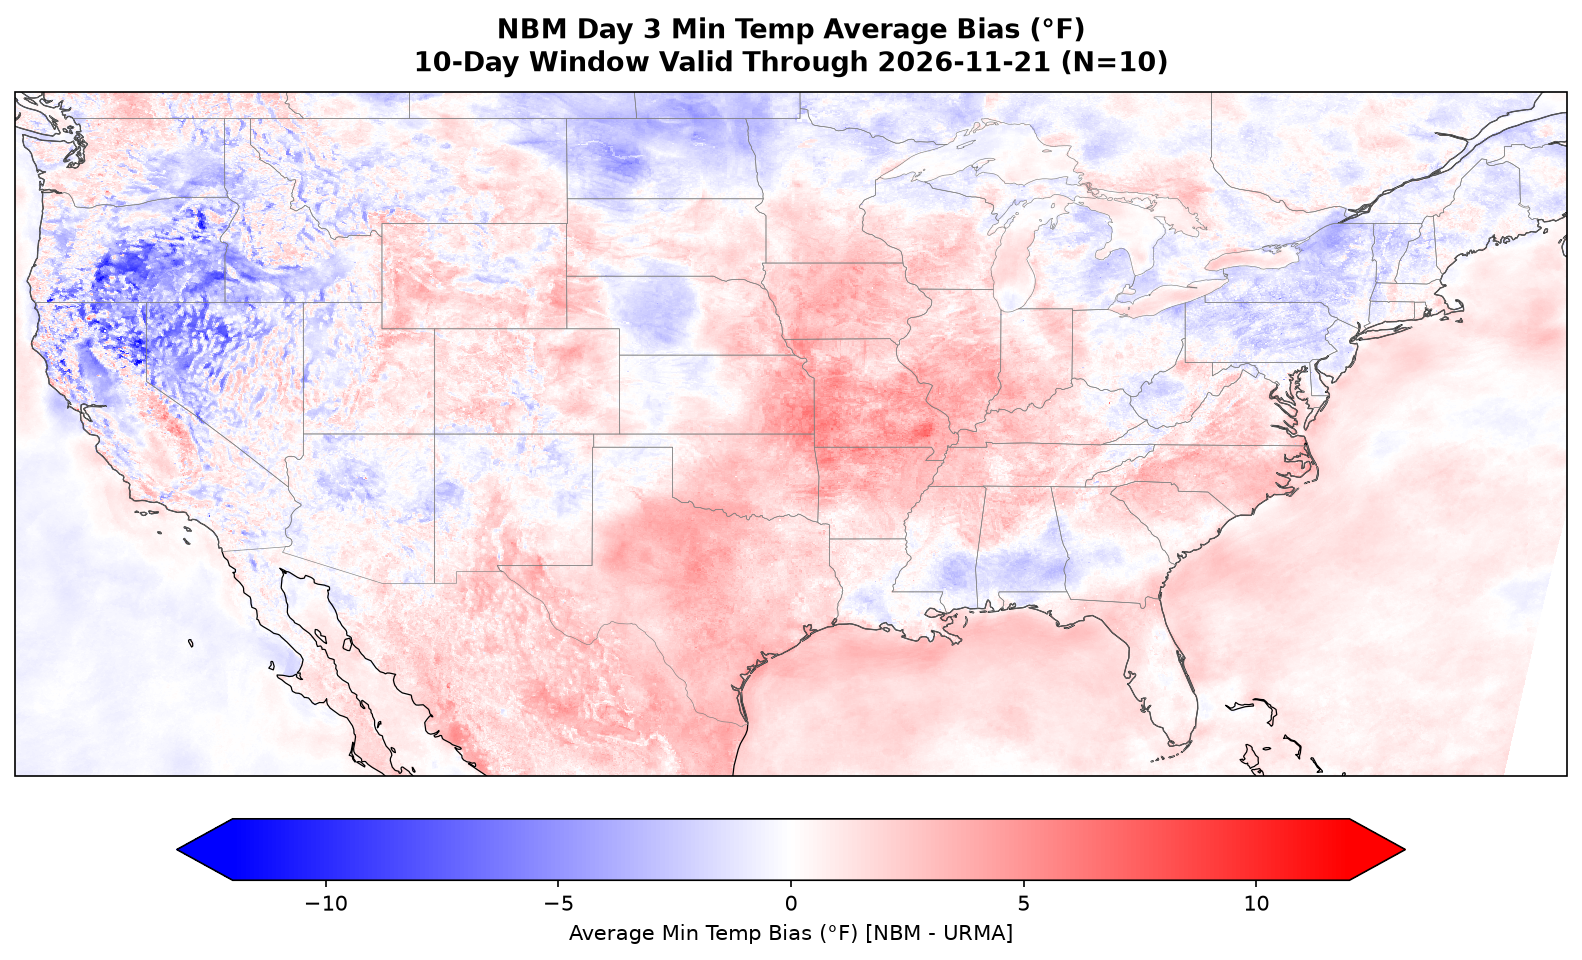 NBM Day 3 Min Temp Average Bias (°F)
10-Day Window Valid Through 2026-11-21 (N=10)
−10 −5 0 5 10
Average Min Temp Bias (°F) [NBM - URMA]